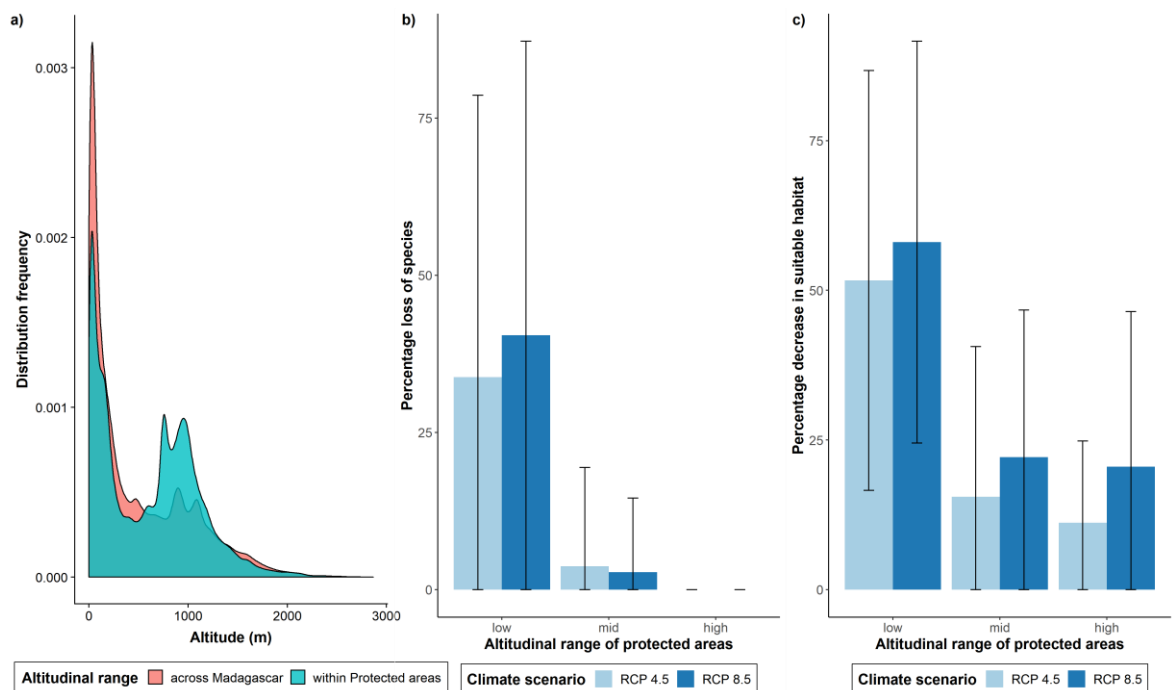 a)
Distribution frequency
0.003
0.002
0.001
0.000
0
1000
2000
3000
Altitude (m)
Altitudinal range
across Madagascar
within Protected areas
b)
Percentage loss of species
75
50
25
0
low
mid
high
Altitudinal range of protected areas
Climate scenario
RCP 4.5
RCP 8.5
c)
Percentage decrease in suitable habitat
75
50
25
0
low
mid
high
Altitudinal range of protected areas
Climate scenario
RCP 4.5
RCP 8.5